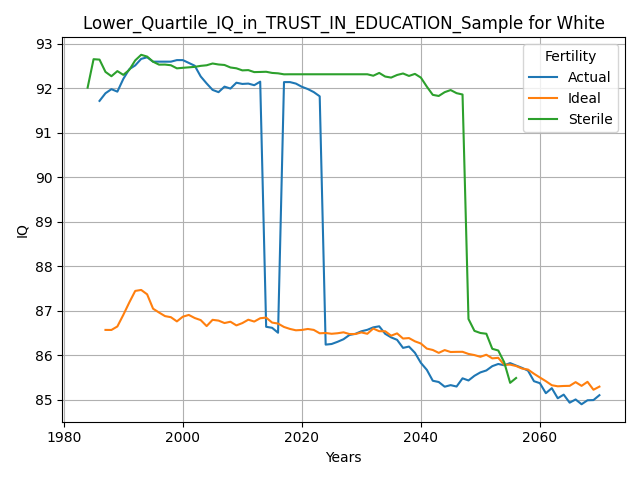 Lower_Quartile_IQ_in_TRUST_IN_EDUCATION_Sample for White
Fertility
Actual
Ideal
Sterile
93
92
91
90
89
88
87
86
85
IQ
1980
2000
2020
2040
2060
Years